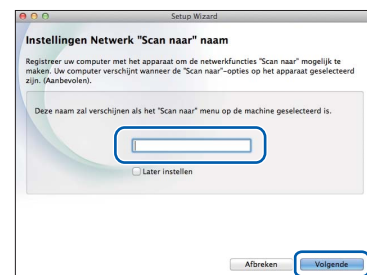 Setup Wizard
Instellingen Netwerk "Scan naar" naam
Registreer uw computer met het apparaat om de netwerkfuncties "Scan naar" mogelijk te
maken. Uw computer verschijnt wanneer de "Scan naar"-opties op het apparaat geselecteerd
zijn. (Aanbevolen).
Deze naam zal verschijnen als het "Scan naar" menu op de machine geselecteerd is.
Later instellen
Afbreken
Volgende